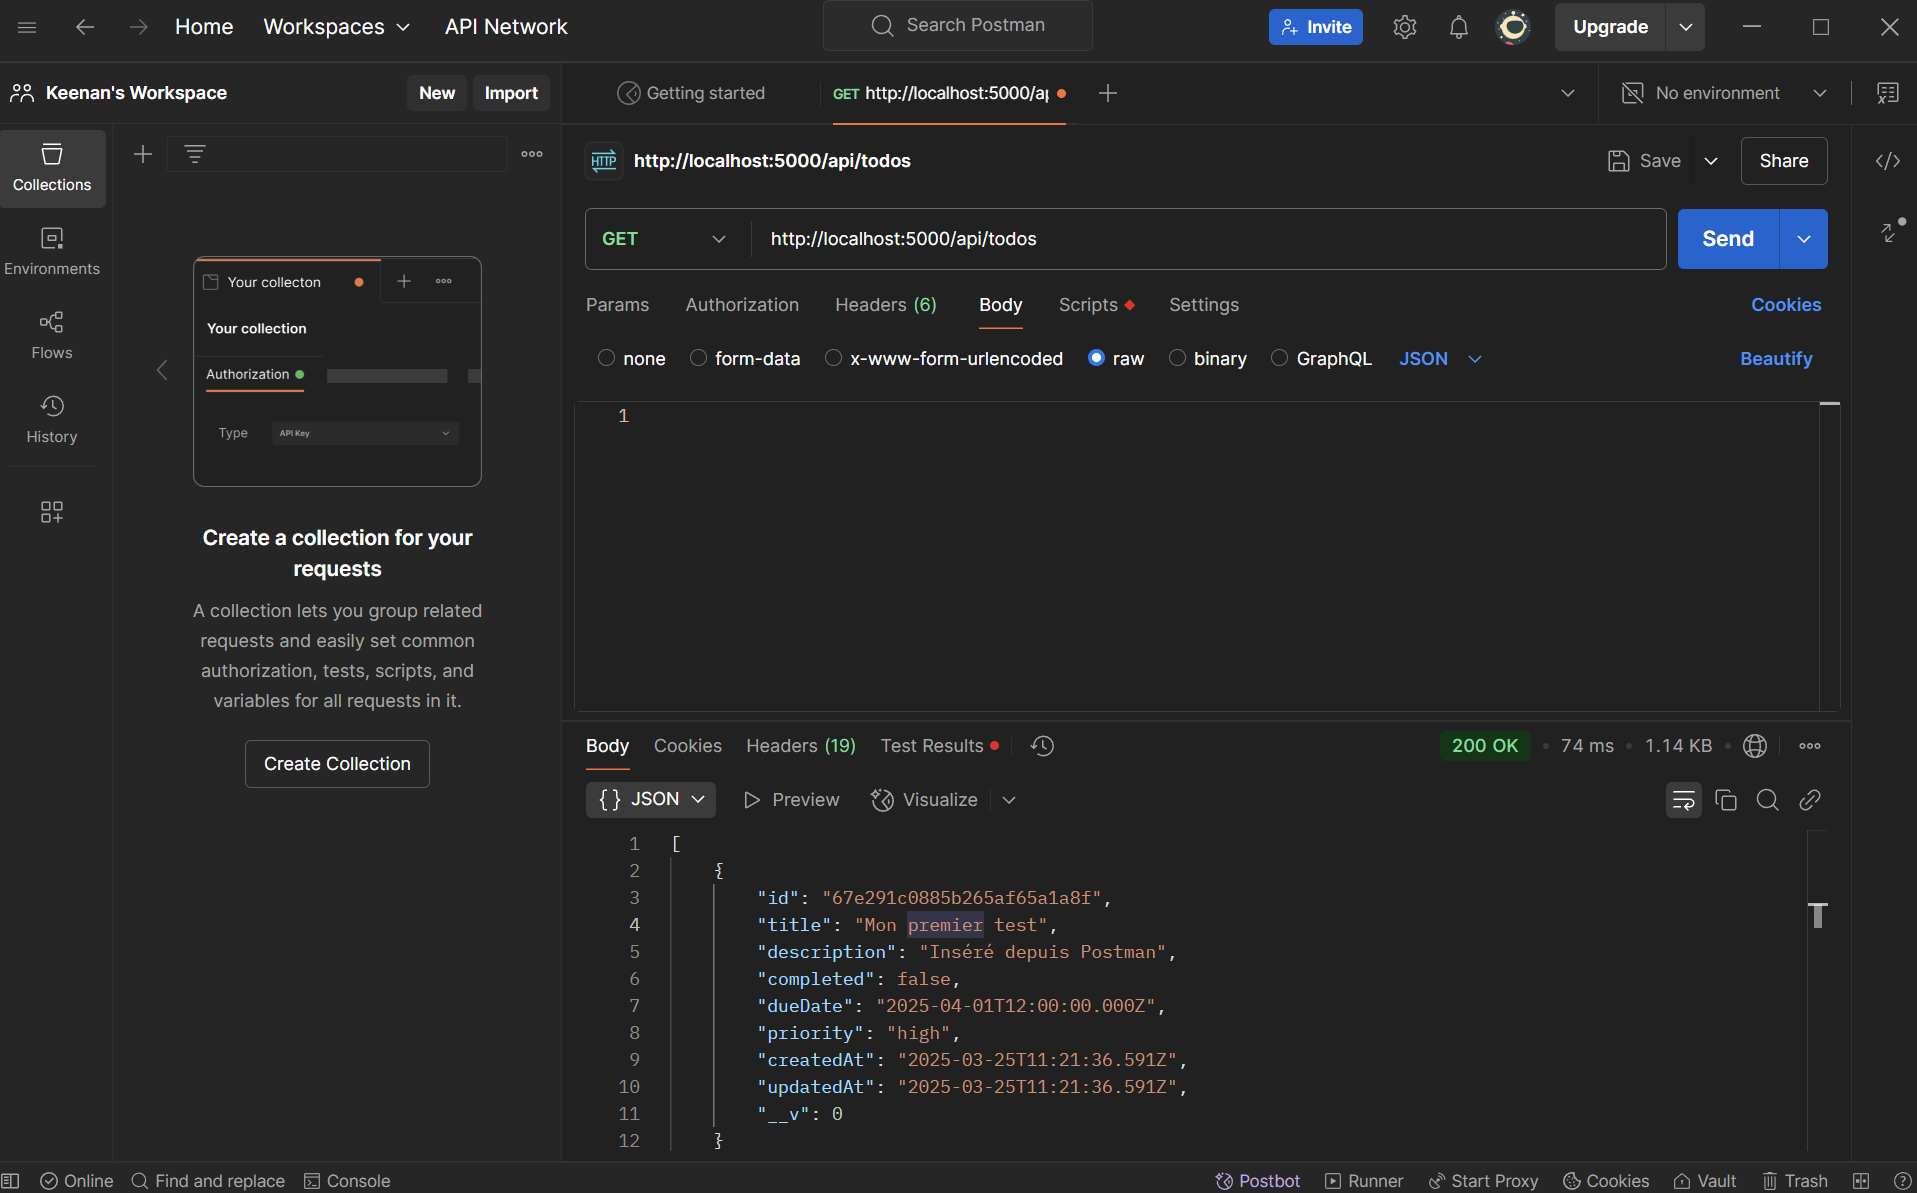 Home Workspaces API Network Search Postman Invite Upgrade
Keenan's Workspace New Import Getting started GET http://localhost:5000/ap No environment
Collections
Environments
Flows
History
Your collecton
Your collection
Authorization
Type API Key
Create a collection for your
requests
A collection lets you group related
requests and easily set common
authorization, tests, scripts, and
variables for all requests in it.
Create Collection
HTTP http://localhost:5000/api/todos Save Share
GET http://localhost:5000/api/todos Send
Params Authorization Headers (6) Body Scripts Settings Cookies
none form-data x-www-form-urlencoded raw binary GraphQL JSON Beautify
1
Body Cookies Headers (19) Test Results 200 OK 74 ms 1.14 KB
{} JSON Preview Visualize
1 [
2 {
3 "id": "67e291c0885b265af65a1a8f",
4 "title": "Mon premier test",
5 "description": "Inséré depuis Postman",
6 "completed": false,
7 "dueDate": "2025-04-01T12:00:00.000Z",
8 "priority": "high",
9 "createdAt": "2025-03-25T11:21:36.591Z",
10 "updatedAt": "2025-03-25T11:21:36.591Z",
11 "__v": 0
12 }
Online Find and replace Console Postbot Runner Start Proxy Cookies Vault Trash